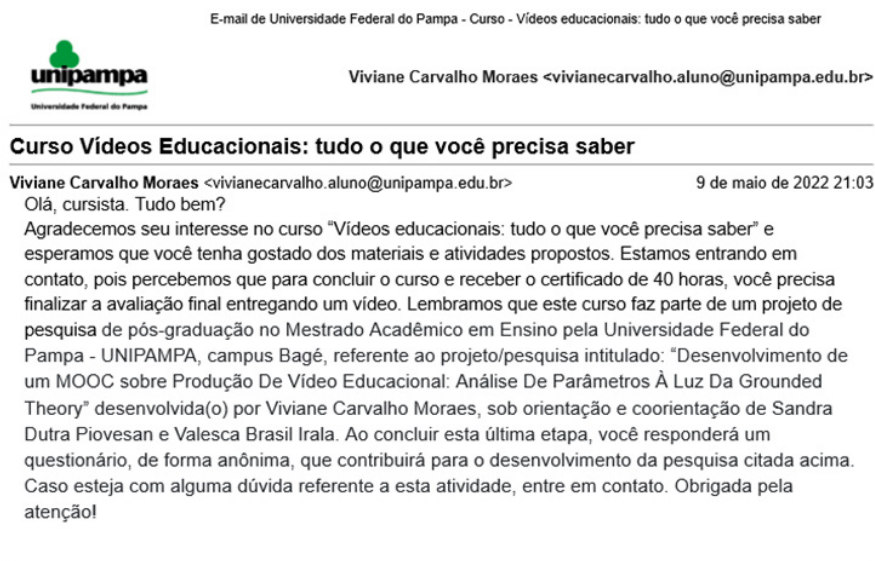 E-mail de Universidade Federal do Pampa - Curso - Vídeos educacionais: tudo o que você precisa saber
unipampa
Universidade Federal do Pampa
Viviane Carvalho Moraes <vivianecarvalho.aluno@unipampa.edu.br>
Curso Vídeos Educacionais: tudo o que você precisa saber
Viviane Carvalho Moraes <vivianecarvalho.aluno@unipampa.edu.br> 9 de maio de 2022 21:03
Olá, cursista. Tudo bem?
Agradecemos seu interesse no curso “Vídeos educacionais: tudo o que você precisa saber” e
esperamos que você tenha gostado dos materiais e atividades propostos. Estamos entrando em
contato, pois percebemos que para concluir o curso e receber o certificado de 40 horas, você precisa
finalizar a avaliação final entregando um vídeo. Lembramos que este curso faz parte de um projeto de
pesquisa de pós-graduação no Mestrado Acadêmico em Ensino pela Universidade Federal do
Pampa - UNIPAMPA, campus Bagé, referente ao projeto/pesquisa intitulado: “Desenvolvimento de
um MOOC sobre Produção De Vídeo Educacional: Análise De Parâmetros À Luz Da Grounded
Theory” desenvolvida(o) por Viviane Carvalho Moraes, sob orientação e coorientação de Sandra
Dutra Piovesan e Valesca Brasil Irala. Ao concluir esta última etapa, você responderá um
questionário, de forma anônima, que contribuirá para o desenvolvimento da pesquisa citada acima.
Caso esteja com alguma dúvida referente a esta atividade, entre em contato. Obrigada pela
atenção!